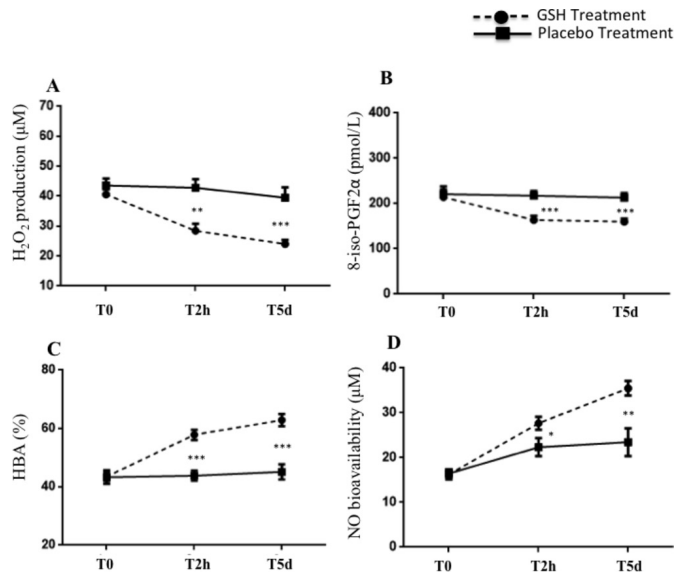 GSH Treatment
Placebo Treatment
A
H₂O₂ production (μM)
70
60
50
40
30
20
10
**
***
T0 T2h T5d
B
8-iso-PGF2α (pmol/L)
400
300
200
100
0
***
***
T0 T2h T5d
C
HBA (%)
80
60
40
20
***
***
T0 T2h T5d
D
NO bioavailability (μM)
40
30
20
10
0
*
**
T0 T2h T5d